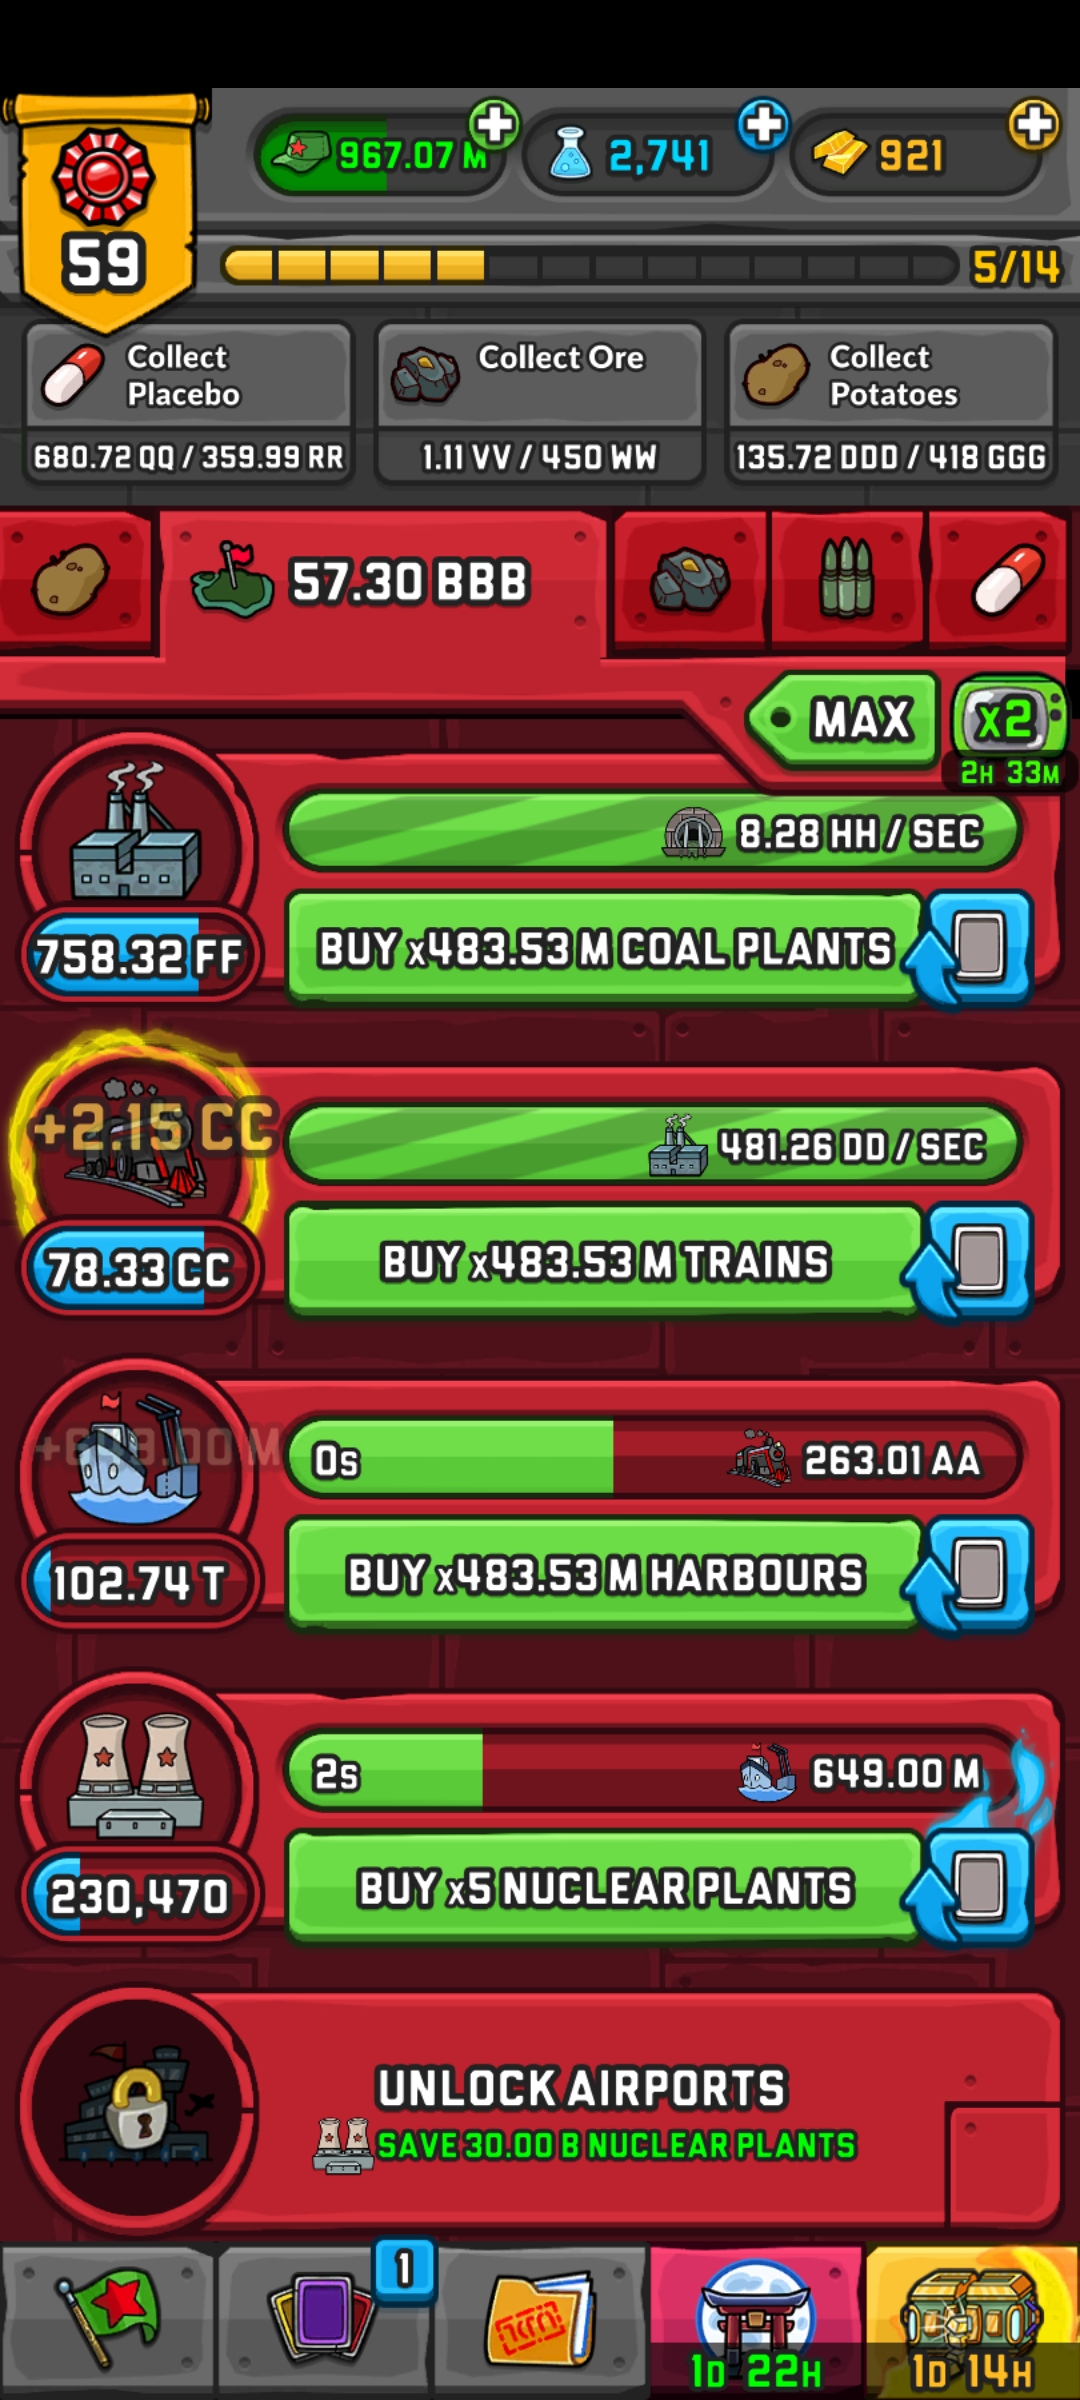 967.07 M
2,741
921
59
5/14
Collect Placebo
680.72 QQ / 359.99 RR
Collect Ore
1.11 VV / 450 WW
Collect Potatoes
135.72 DDD / 418 GGG
57.30 BBB
MAX
x2
2H 33M
8.28 HH / SEC
758.32 FF
BUY x483.53 M COAL PLANTS
+2.15 CC
481.26 DD / SEC
78.33 CC
BUY x483.53 M TRAINS
+649.00 M
0s
263.01 AA
102.74 T
BUY x483.53 M HARBOURS
2s
649.00 M
230,470
BUY x5 NUCLEAR PLANTS
UNLOCK AIRPORTS
SAVE 30.00 B NUCLEAR PLANTS
1
1D 22H
1D 14H